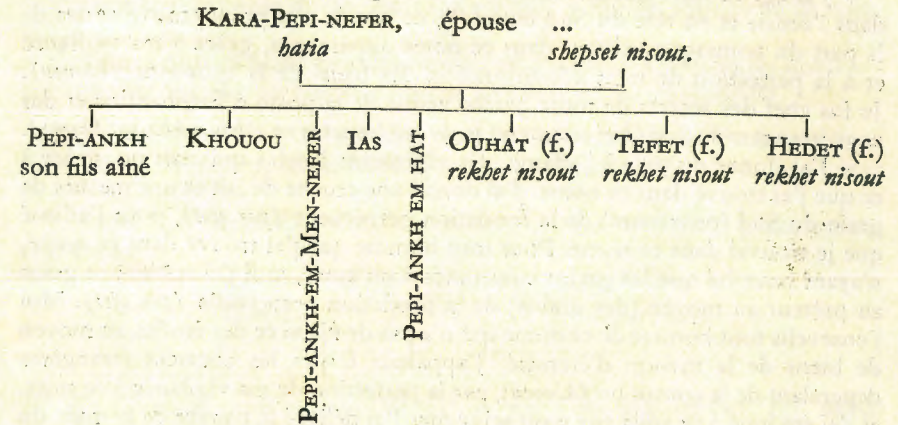 KARA-PEPI-NEFER, épouse ...
hatia shepset nisout.
PEPI-ANKH KHOUOU IAS OUHAT (f.) TEFET (f.) HEDET (f.)
son fils aîné rekhet nisout rekhet nisout rekhet nisout
PEPI-ANKH-EM-MEN-NEFER
PEPI-ANKH EM HAT